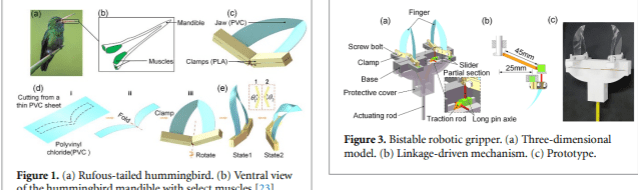 (a)
(b)
Mandible
Muscles
(c)
Jaw (PVC)
Clamps (PLA)
(d)
I
II
III
(e)
1 2
Cutting from a
thin PVC sheet
Fold
Clamp
Polyvinyl
chloride(PVC)
Rotate
State1
State2
Figure 1. (a) Rufous-tailed hummingbird. (b) Ventral view
of the hummingbird mandible with select muscles [23]
(a)
Finger
(b)
(c)
Screw bolt
Clamp
Base
Protective cover
Actuating rod
Slider
Partial section
Traction rod
Long pin axle
45mm
25mm
Figure 3. Bistable robotic gripper. (a) Three-dimensional
model. (b) Linkage-driven mechanism. (c) Prototype.